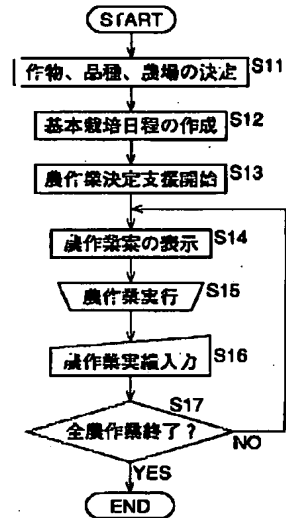 START
作物、品種、農場の決定 S11
基本栽培日程の作成 S12
農作業決定支援開始 S13
農作業案の表示 S14
農作業実行 S15
農作業実績入力 S16
S17
全農作業終了?
NO
YES
END